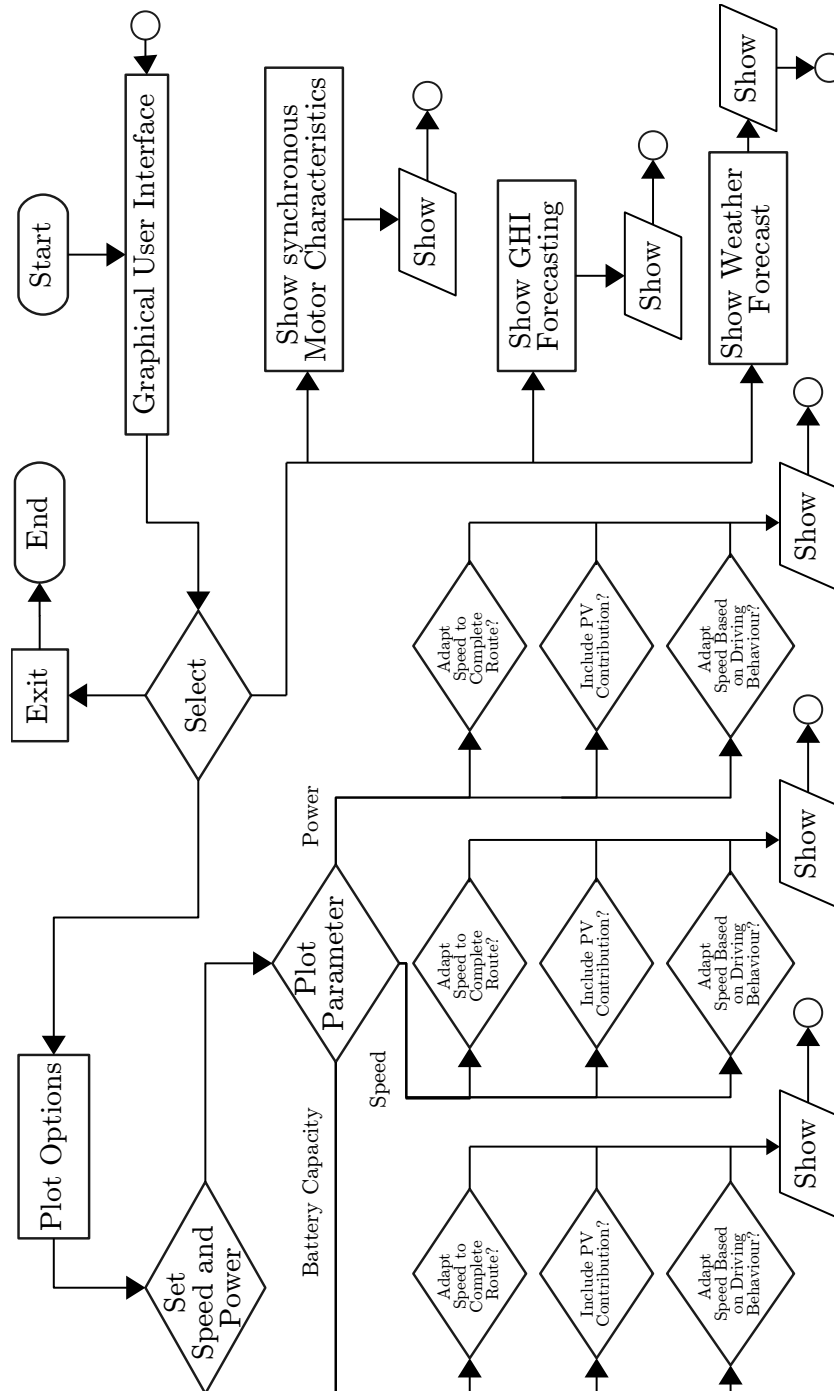 Start
End
Graphical User Interface
Exit
Select
Plot Options
Set
Speed and
Power
Plot
Parameter
Battery Capacity
Speed
Power
Show synchronous
Motor Characteristics
Show
Show GHI
Forecasting
Show
Show Weather
Forecast
Show
Adapt
Speed to
Complete
Route?
Include PV
Contribution?
Adapt
Speed Based
on Driving
Behaviour?
Show
Adapt
Speed to
Complete
Route?
Include PV
Contribution?
Adapt
Speed Based
on Driving
Behaviour?
Show
Adapt
Speed to
Complete
Route?
Include PV
Contribution?
Adapt
Speed Based
on Driving
Behaviour?
Show